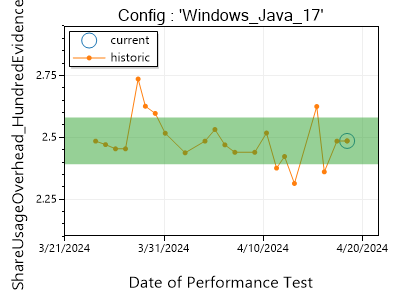 Config : 'Windows_Java_17'
current
historic
ShareUsageOverhead_HundredEvidence
2.75
2.5
2.25
3/21/2024
3/31/2024
4/10/2024
4/20/2024
Date of Performance Test